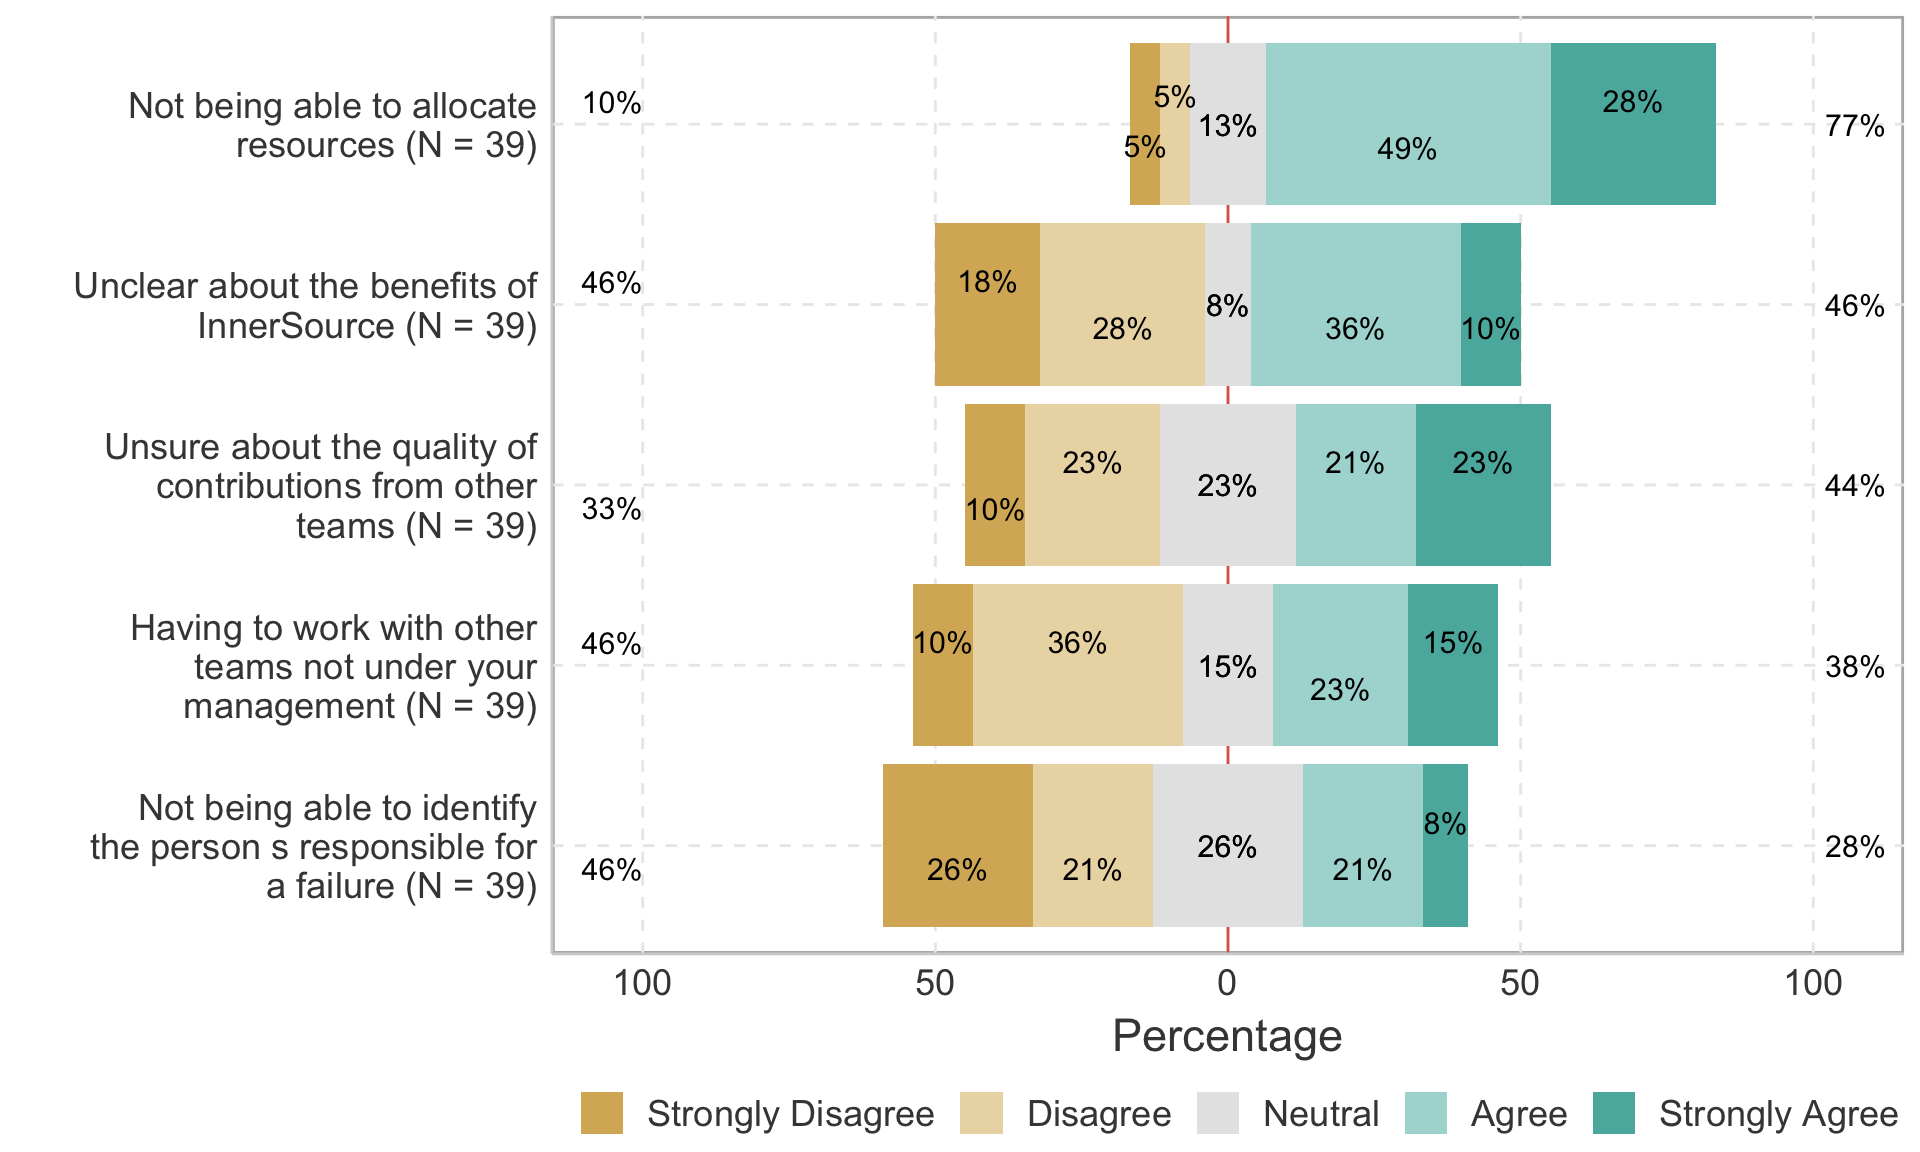 Not being able to allocate
resources (N = 39)
10%
5%
5%
13%
49%
28%
77%
Unclear about the benefits of
InnerSource (N = 39)
46%
18%
28%
8%
36%
10%
46%
Unsure about the quality of
contributions from other
teams (N = 39)
33%
10%
23%
23%
21%
23%
44%
Having to work with other
teams not under your
management (N = 39)
46%
10%
36%
15%
23%
15%
38%
Not being able to identify
the person s responsible for
a failure (N = 39)
46%
26%
21%
26%
21%
8%
28%
100 50 0 50 100
Percentage
Strongly Disagree Disagree Neutral Agree Strongly Agree